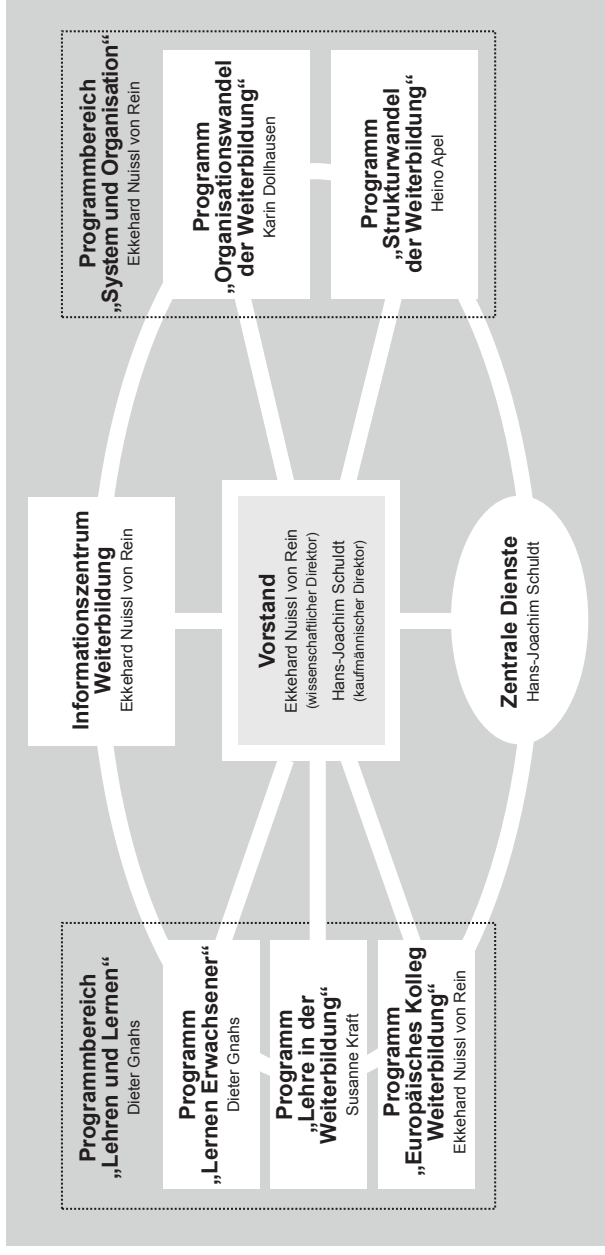 Programmbereich
„Lehren und Lernen“
Dieter Gnahs
Programm
„Lernen Erwachsener“
Dieter Gnahs
Programm
„Lehre in der
Weiterbildung“
Susanne Kraft
Programm
„Europäisches Kolleg
Weiterbildung“
Ekkehard Nuissl von Rein
Informationszentrum
Weiterbildung
Ekkehard Nuissl von Rein
Vorstand
Ekkehard Nuissl von Rein
(wissenschaftlicher Direktor)
Hans-Joachim Schuldt
(kaufmännischer Direktor)
Zentrale Dienste
Hans-Joachim Schuldt
Programmbereich
„System und Organisation“
Ekkehard Nuissl von Rein
Programm
„Organisationswandel
der Weiterbildung“
Karin Dollhausen
Programm
„Strukturwandel
der Weiterbildung“
Heino Apel